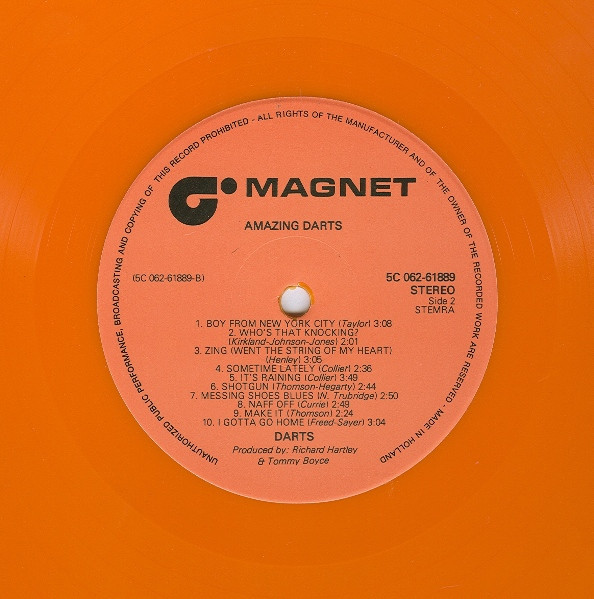 UNAUTHORIZED PUBLIC PERFORMANCE, BROADCASTING AND COPYING OF THIS RECORD PROHIBITED - ALL RIGHTS OF THE MANUFACTURER AND OF THE OWNER OF THE RECORDED WORK ARE RESERVED - MADE IN HOLLAND
MAGNET
AMAZING DARTS
(5C 062-61889-B)
5C 062-61889
STEREO
Side 2
STEMRA
1. BOY FROM NEW YORK CITY (Taylor) 3:08
2. WHO'S THAT KNOCKING?
(Kirkland-Johnson-Jones) 2:01
3. ZING (WENT THE STRING OF MY HEART)
(Henley) 3:05
4. SOMETIME LATELY (Collier) 2:36
5. IT'S RAINING (Collier) 3:49
6. SHOTGUN (Thomson-Hegarty) 2:44
7. MESSING SHOES BLUES (N. Trubridge) 2:50
8. NAFF OFF (Currie) 2:49
9. MAKE IT (Thomson) 2:24
10. I GOTTA GO HOME (Freed-Sayer) 3:04
DARTS
Produced by: Richard Hartley
& Tommy Boyce